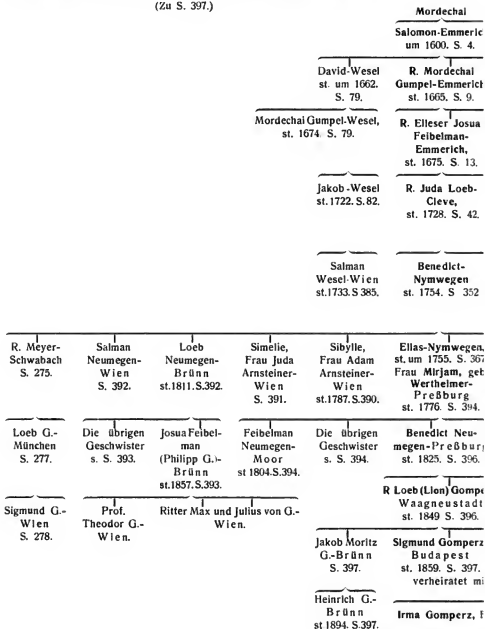 (Zu S. 397.)
Mordechai
Salomon-Emmeric
um 1600. S. 4.
David-Wesel
st. um 1662.
S. 79.
R. Mordechai
Gumpel-Emmerich
st. 1665. S. 9.
Mordechai Gumpel-Wesel,
st. 1674. S. 79.
R. Elieser Josua
Feibelman-
Emmerich,
st. 1675. S. 13.
Jakob-Wesel
st. 1722. S. 82.
R. Juda Loeb-
Cleve,
st. 1728. S. 42.
Salman
Wesel-Wien
st. 1733. S 385.
Benedict-
Nymwegen
st. 1754. S 352
R. Meyer-
Schwabach
S. 275.
Salman
Neumegen-
Wien
S. 392.
Loeb
Neumegen-
Brünn
st. 1811. S. 392.
Simelie,
Frau Juda
Arnsteiner-
Wien
S. 391.
Sibylle,
Frau Adam
Arnsteiner-
Wien
st. 1787. S. 390.
Elias-Nymwegen,
st. um 1755. S. 367
Frau Mirjam, geb
Wertheimer-
Preßburg
st. 1776. S. 394.
Loeb G.-
München
S. 277.
Die übrigen
Geschwister
s. S. 393.
Josua Feibel-
man
(Philipp G.)-
Brünn
st. 1857. S. 393.
Feibelman
Neumegen-
Moor
st 1804. S. 394.
Die übrigen
Geschwister
s. S. 394.
Benedict Neu-
megen-Preßburg
st. 1825. S. 396.
R Loeb (Lion) Gompe
Waagneustadt
st. 1849 S. 396.
Sigmund G.-
Wien
S. 278.
Prof.
Theodor G.-
Wien.
Ritter Max und Julius von G.-
Wien.
Jakob Moritz
G.-Brünn
S. 397.
Sigmund Gomperz
Budapest
st. 1859. S. 397.
verheiratet mi
Heinrich G.-
Brünn
st 1894. S. 397.
Irma Gomperz,